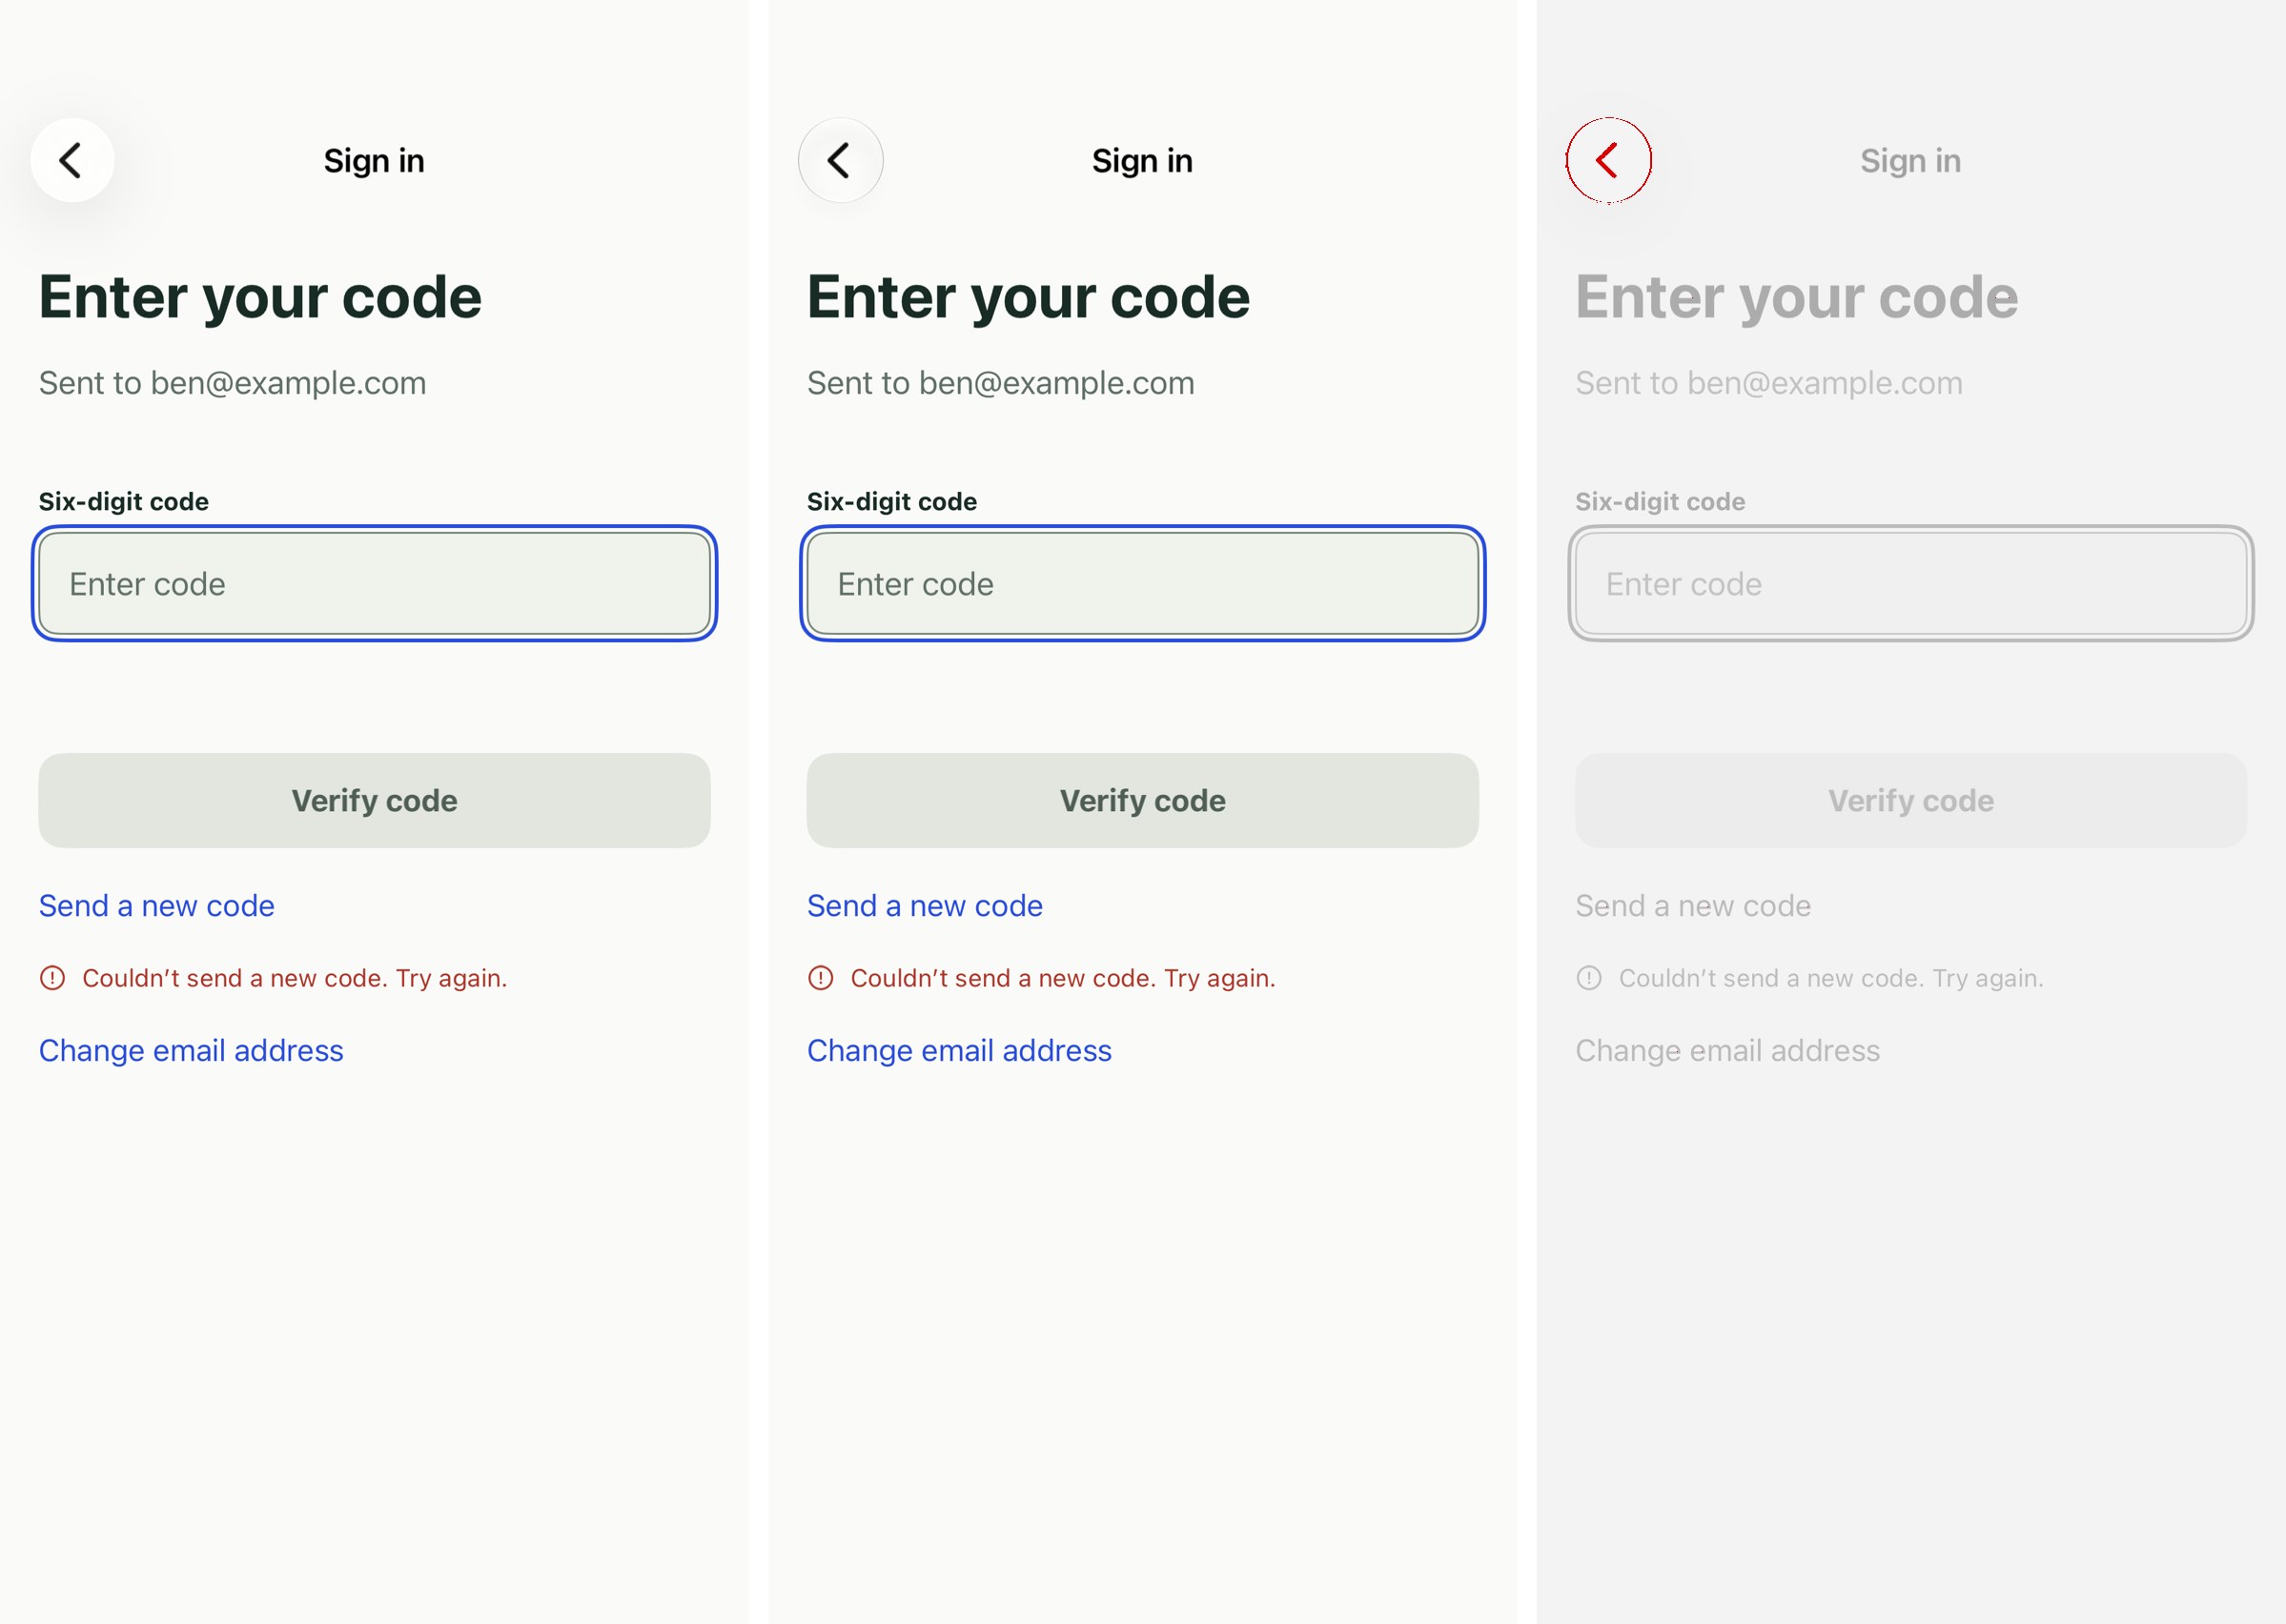 Sign in
Enter your code
Sent to ben@example.com
Six-digit code
Enter code
Verify code
Send a new code
Couldn’t send a new code. Try again.
Change email address
Sign in
Enter your code
Sent to ben@example.com
Six-digit code
Enter code
Verify code
Send a new code
Couldn’t send a new code. Try again.
Change email address
Sign in
Enter your code
Sent to ben@example.com
Six-digit code
Enter code
Verify code
Send a new code
Couldn’t send a new code. Try again.
Change email address